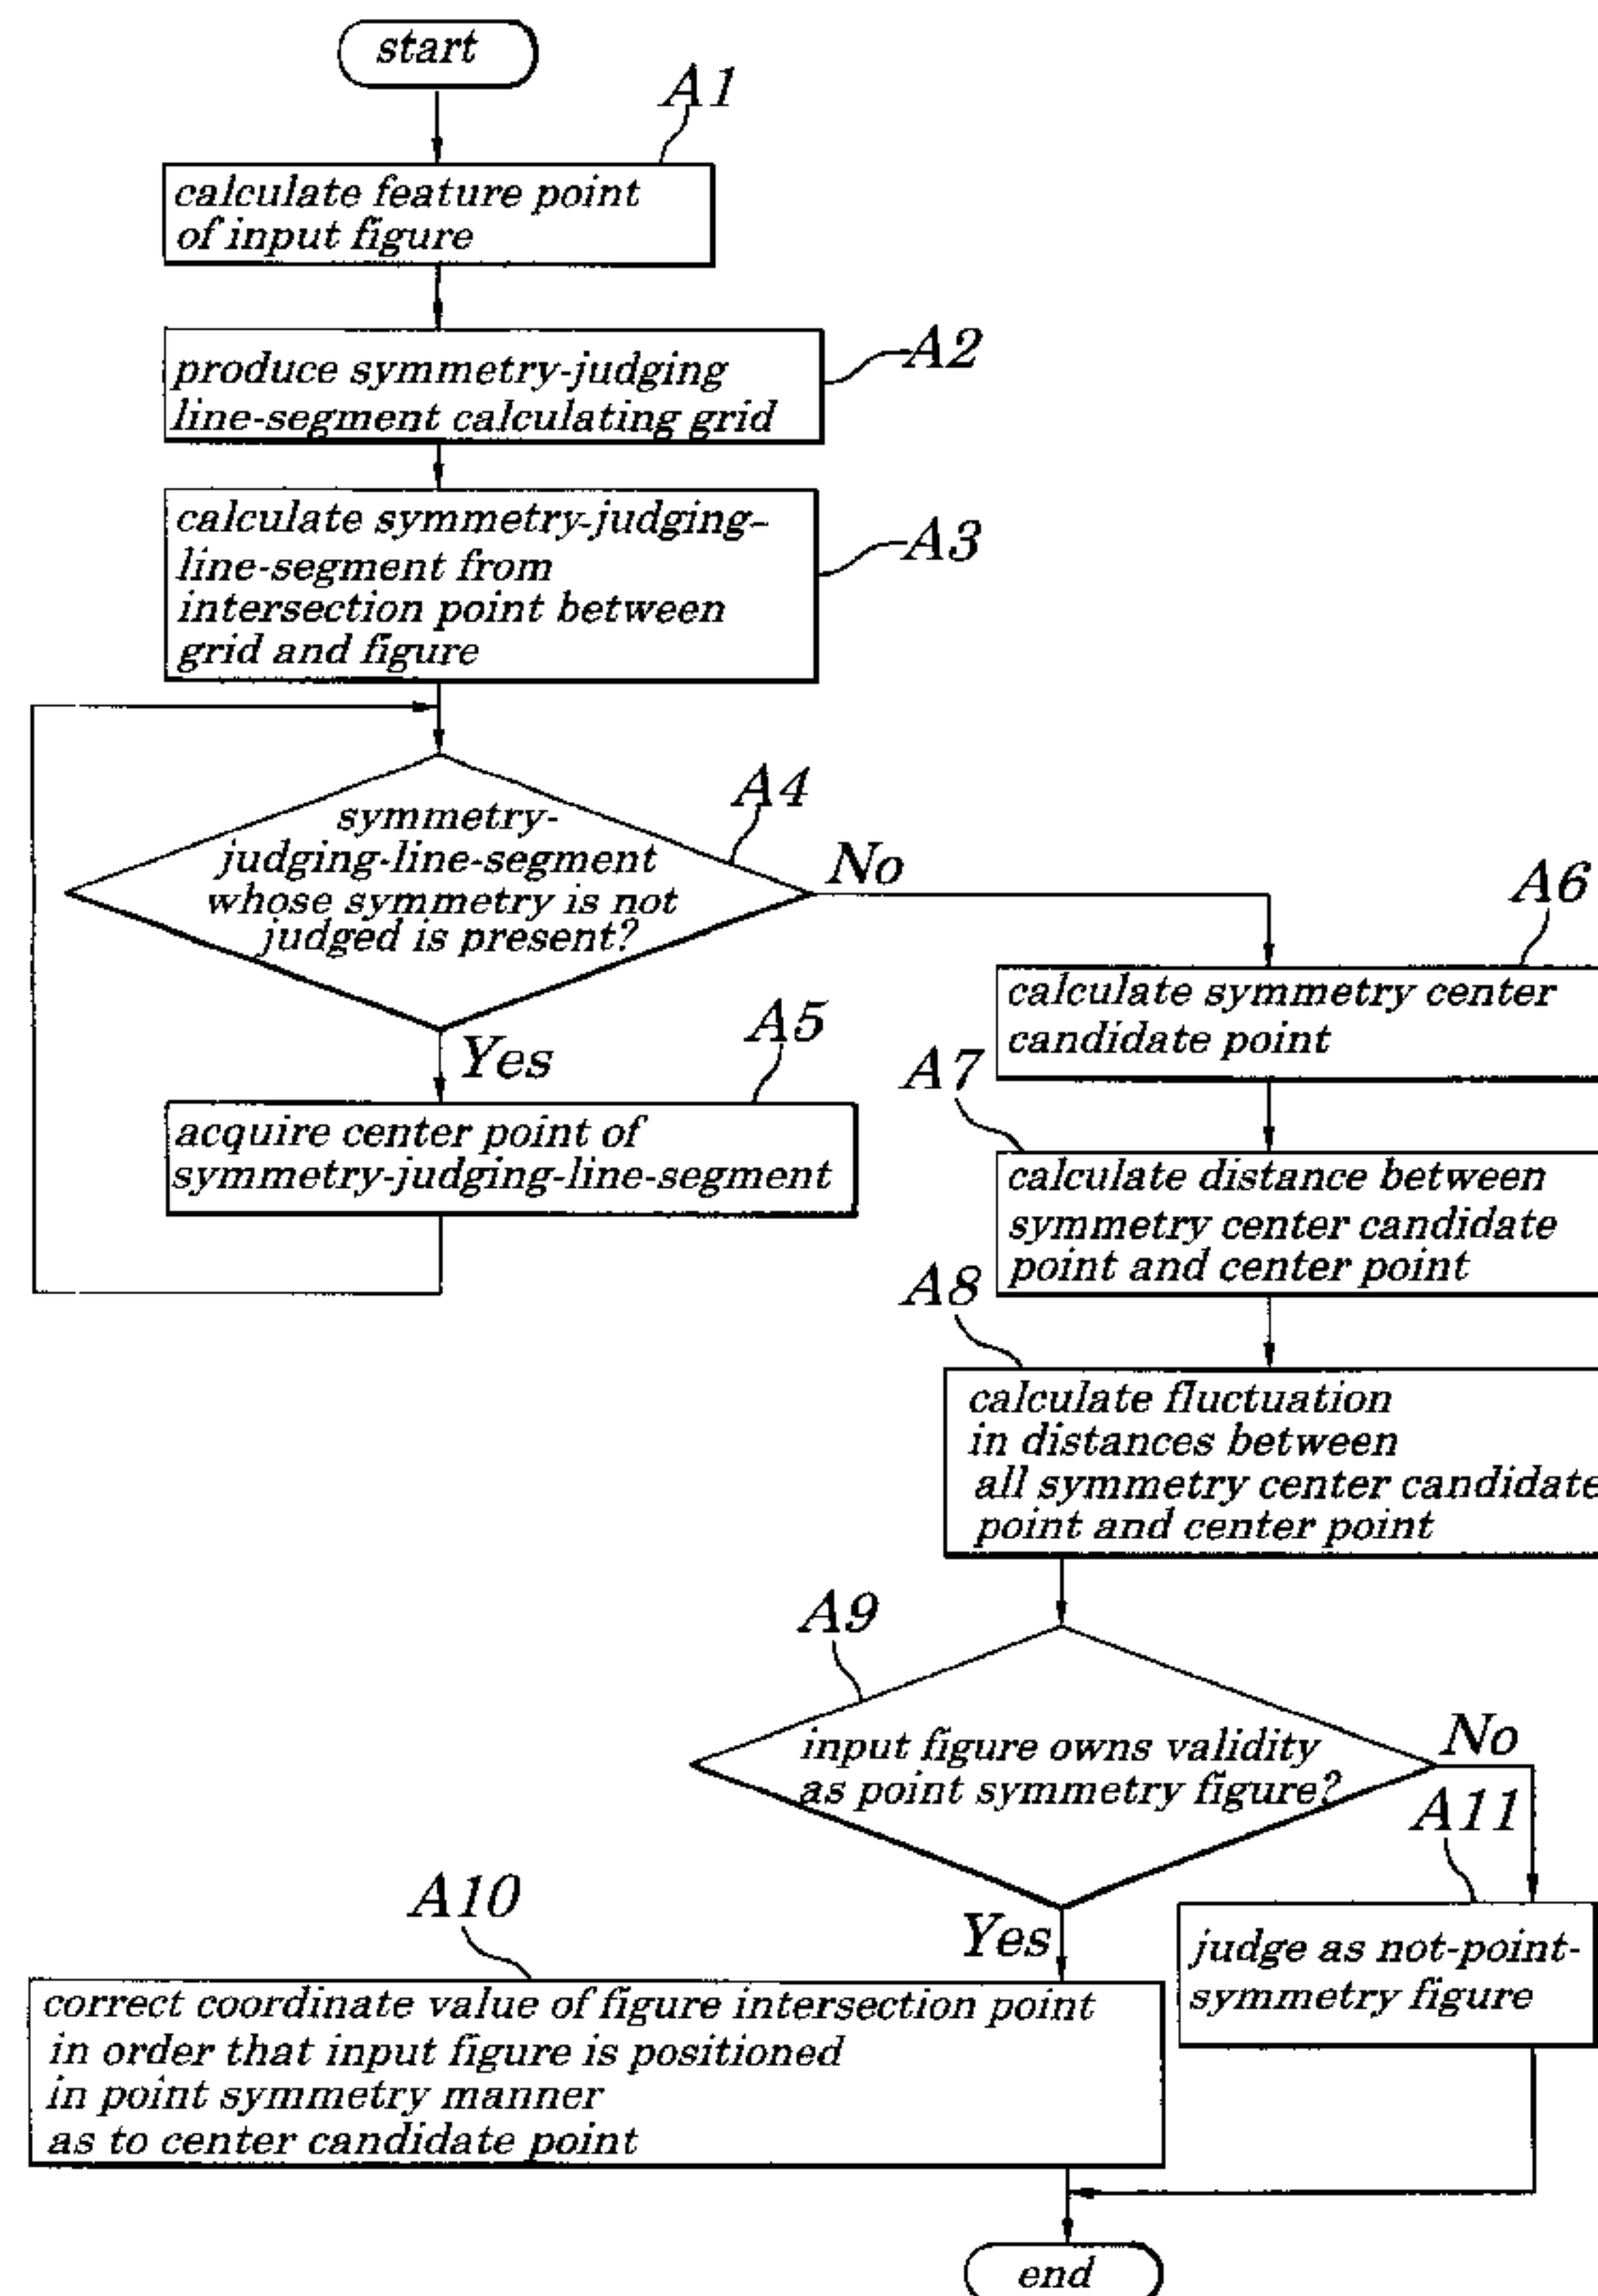 start
A1
calculate feature point
of input figure
A2
produce symmetry-judging
line-segment calculating grid
A3
calculate symmetry-judging-
line-segment from
intersection point between
grid and figure
A4
symmetry-
judging-line-segment
whose symmetry is not
judged is present?
No
Yes
A5
acquire center point of
symmetry-judging-line-segment
A6
calculate symmetry center
candidate point
A7
calculate distance between
symmetry center candidate
point and center point
A8
calculate fluctuation
in distances between
all symmetry center candidate
point and center point
A9
input figure owns validity
as point symmetry figure?
No
A11
judge as not-point-
symmetry figure
Yes
A10
correct coordinate value of figure intersection point
in order that input figure is positioned
in point symmetry manner
as to center candidate point
end